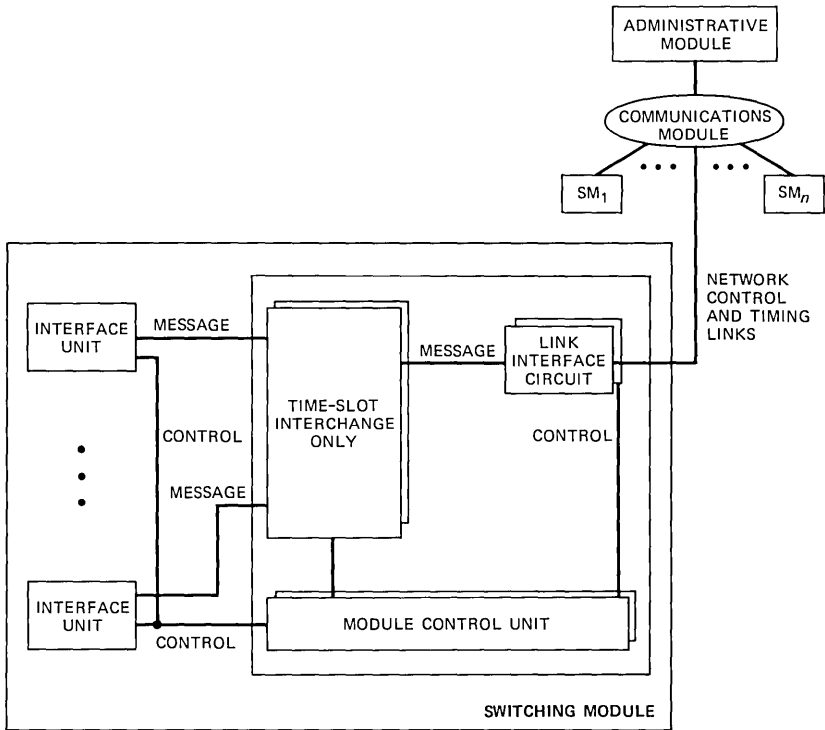 ADMINISTRATIVE
MODULE
COMMUNICATIONS
MODULE
SM1
SMn
NETWORK
CONTROL
AND TIMING
LINKS
INTERFACE
UNIT
MESSAGE
TIME-SLOT
INTERCHANGE
ONLY
MESSAGE
LINK
INTERFACE
CIRCUIT
CONTROL
CONTROL
MESSAGE
INTERFACE
UNIT
CONTROL
MODULE CONTROL UNIT
SWITCHING MODULE